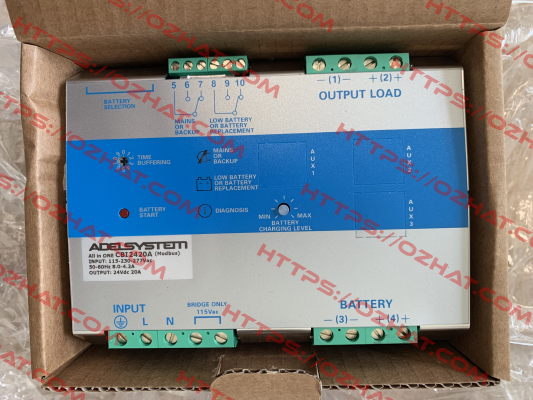 5 6 7 8 9 10
BATTERY
SELECTION
MAINS
OR
BACKUP
LOW BATTERY
OR BATTERY
REPLACEMENT
— (1) — + (2) +
OUTPUT LOAD
TIME
BUFFERING
MAINS
OR
BACKUP
LOW BATTERY
OR BATTERY
REPLACEMENT
AUX1
AUX3
BATTERY
START
DIAGNOSIS
MIN MAX
BATTERY
CHARGING LEVEL
ADELSYSTEM
All in ONE CBI2420A (Modbus)
INPUT: 115-230-277Vac
50-60Hz 8.0-4.2A
OUTPUT: 24Vdc 20A
INPUT
L N
BRIDGE ONLY
115Vac
BATTERY
— (3) — + (4) +
HTTPS://OZHAT.COM